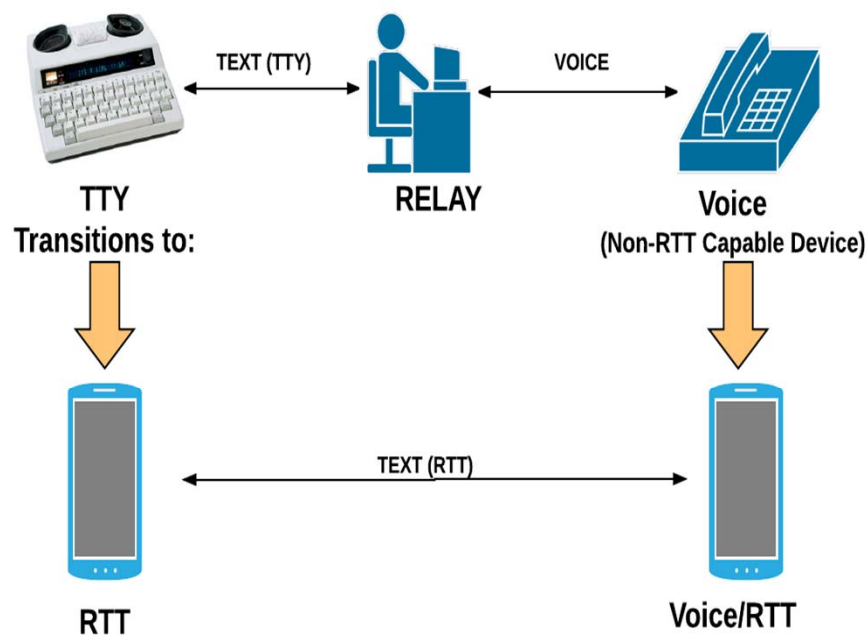 TEXT (TTY)
VOICE
TTY
Transitions to:
RELAY
Voice
(Non-RTT Capable Device)
TEXT (RTT)
RTT
Voice/RTT